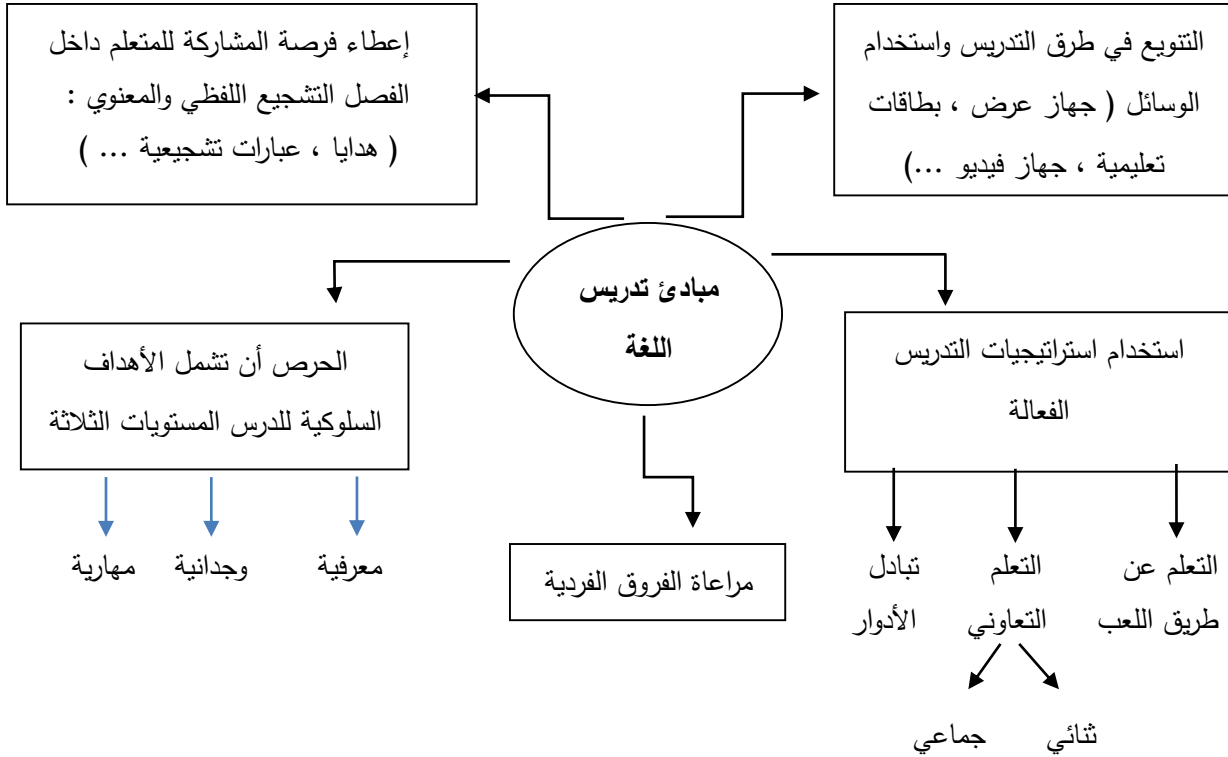 التنويع في طرق التدريس واستخدام
الوسائل ( جهاز عرض ، بطاقات
تعليمية ، جهاز فيديو ...)
إعطاء فرصة المشاركة للمتعلم داخل
الفصل التشجيع اللفظي والمعنوي :
( هدايا ، عبارات تشجيعية ... )
مبادئ تدريس
اللغة
استخدام استراتيجيات التدريس
الفعالة
التعلم عن
طريق اللعب
التعلم
التعاوني
تبادل
الأدوار
ثنائي
جماعي
مراعاة الفروق الفردية
الحرص أن تشمل الأهداف
السلوكية للدرس المستويات الثلاثة
معرفية
وجدانية
مهارية